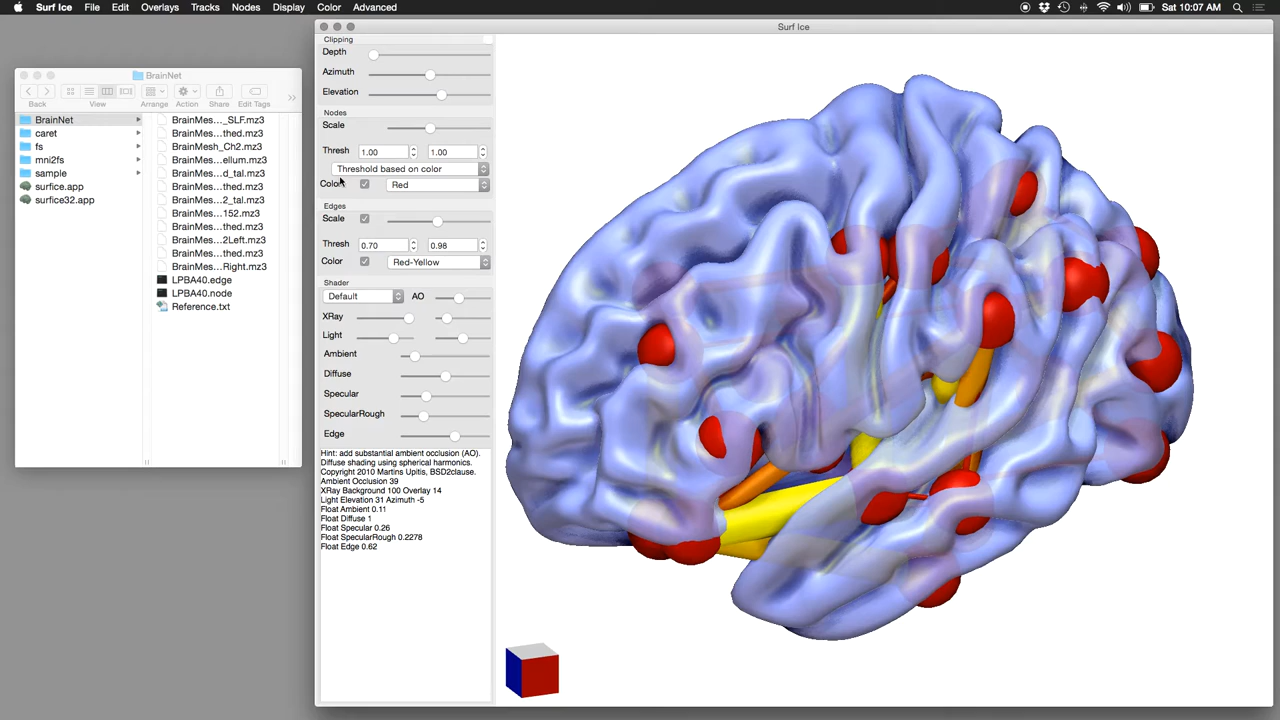 Surf Ice File Edit Overlays Tracks Nodes Display Color Advanced Sat 10:07 AM
Surf Ice
BrainNet
Back View Arrange Action Share Edit Tags
BrainNet
caret
fs
mni2fs
sample
surfice.app
surfice32.app
BrainMes..._SLF.mz3
BrainMes...thed.mz3
BrainMesh_Ch2.mz3
BrainMes...ellum.mz3
BrainMes...d_tal.mz3
BrainMes...thed.mz3
BrainMes...2_tal.mz3
BrainMes...152.mz3
BrainMes...thed.mz3
BrainMes...2Left.mz3
BrainMes...thed.mz3
BrainMes...Right.mz3
LPBA40.edge
LPBA40.node
Reference.txt
Clipping
Depth
Azimuth
Elevation
Nodes
Scale
Thresh 1.00 1.00
Threshold based on color
Color Red
Edges
Scale
Thresh 0.70 0.98
Color Red-Yellow
Shader
Default AO
XRay
Light
Ambient
Diffuse
Specular
SpecularRough
Edge
Hint: add substantial ambient occlusion (AO).
Diffuse shading using spherical harmonics.
Copyright 2010 Martins Upitis, BSD2clause.
Ambient Occlusion 39
XRay Background 100 Overlay 14
Light Elevation 31 Azimuth -5
Float Ambient 0.11
Float Diffuse 1
Float Specular 0.26
Float SpecularRough 0.2278
Float Edge 0.62